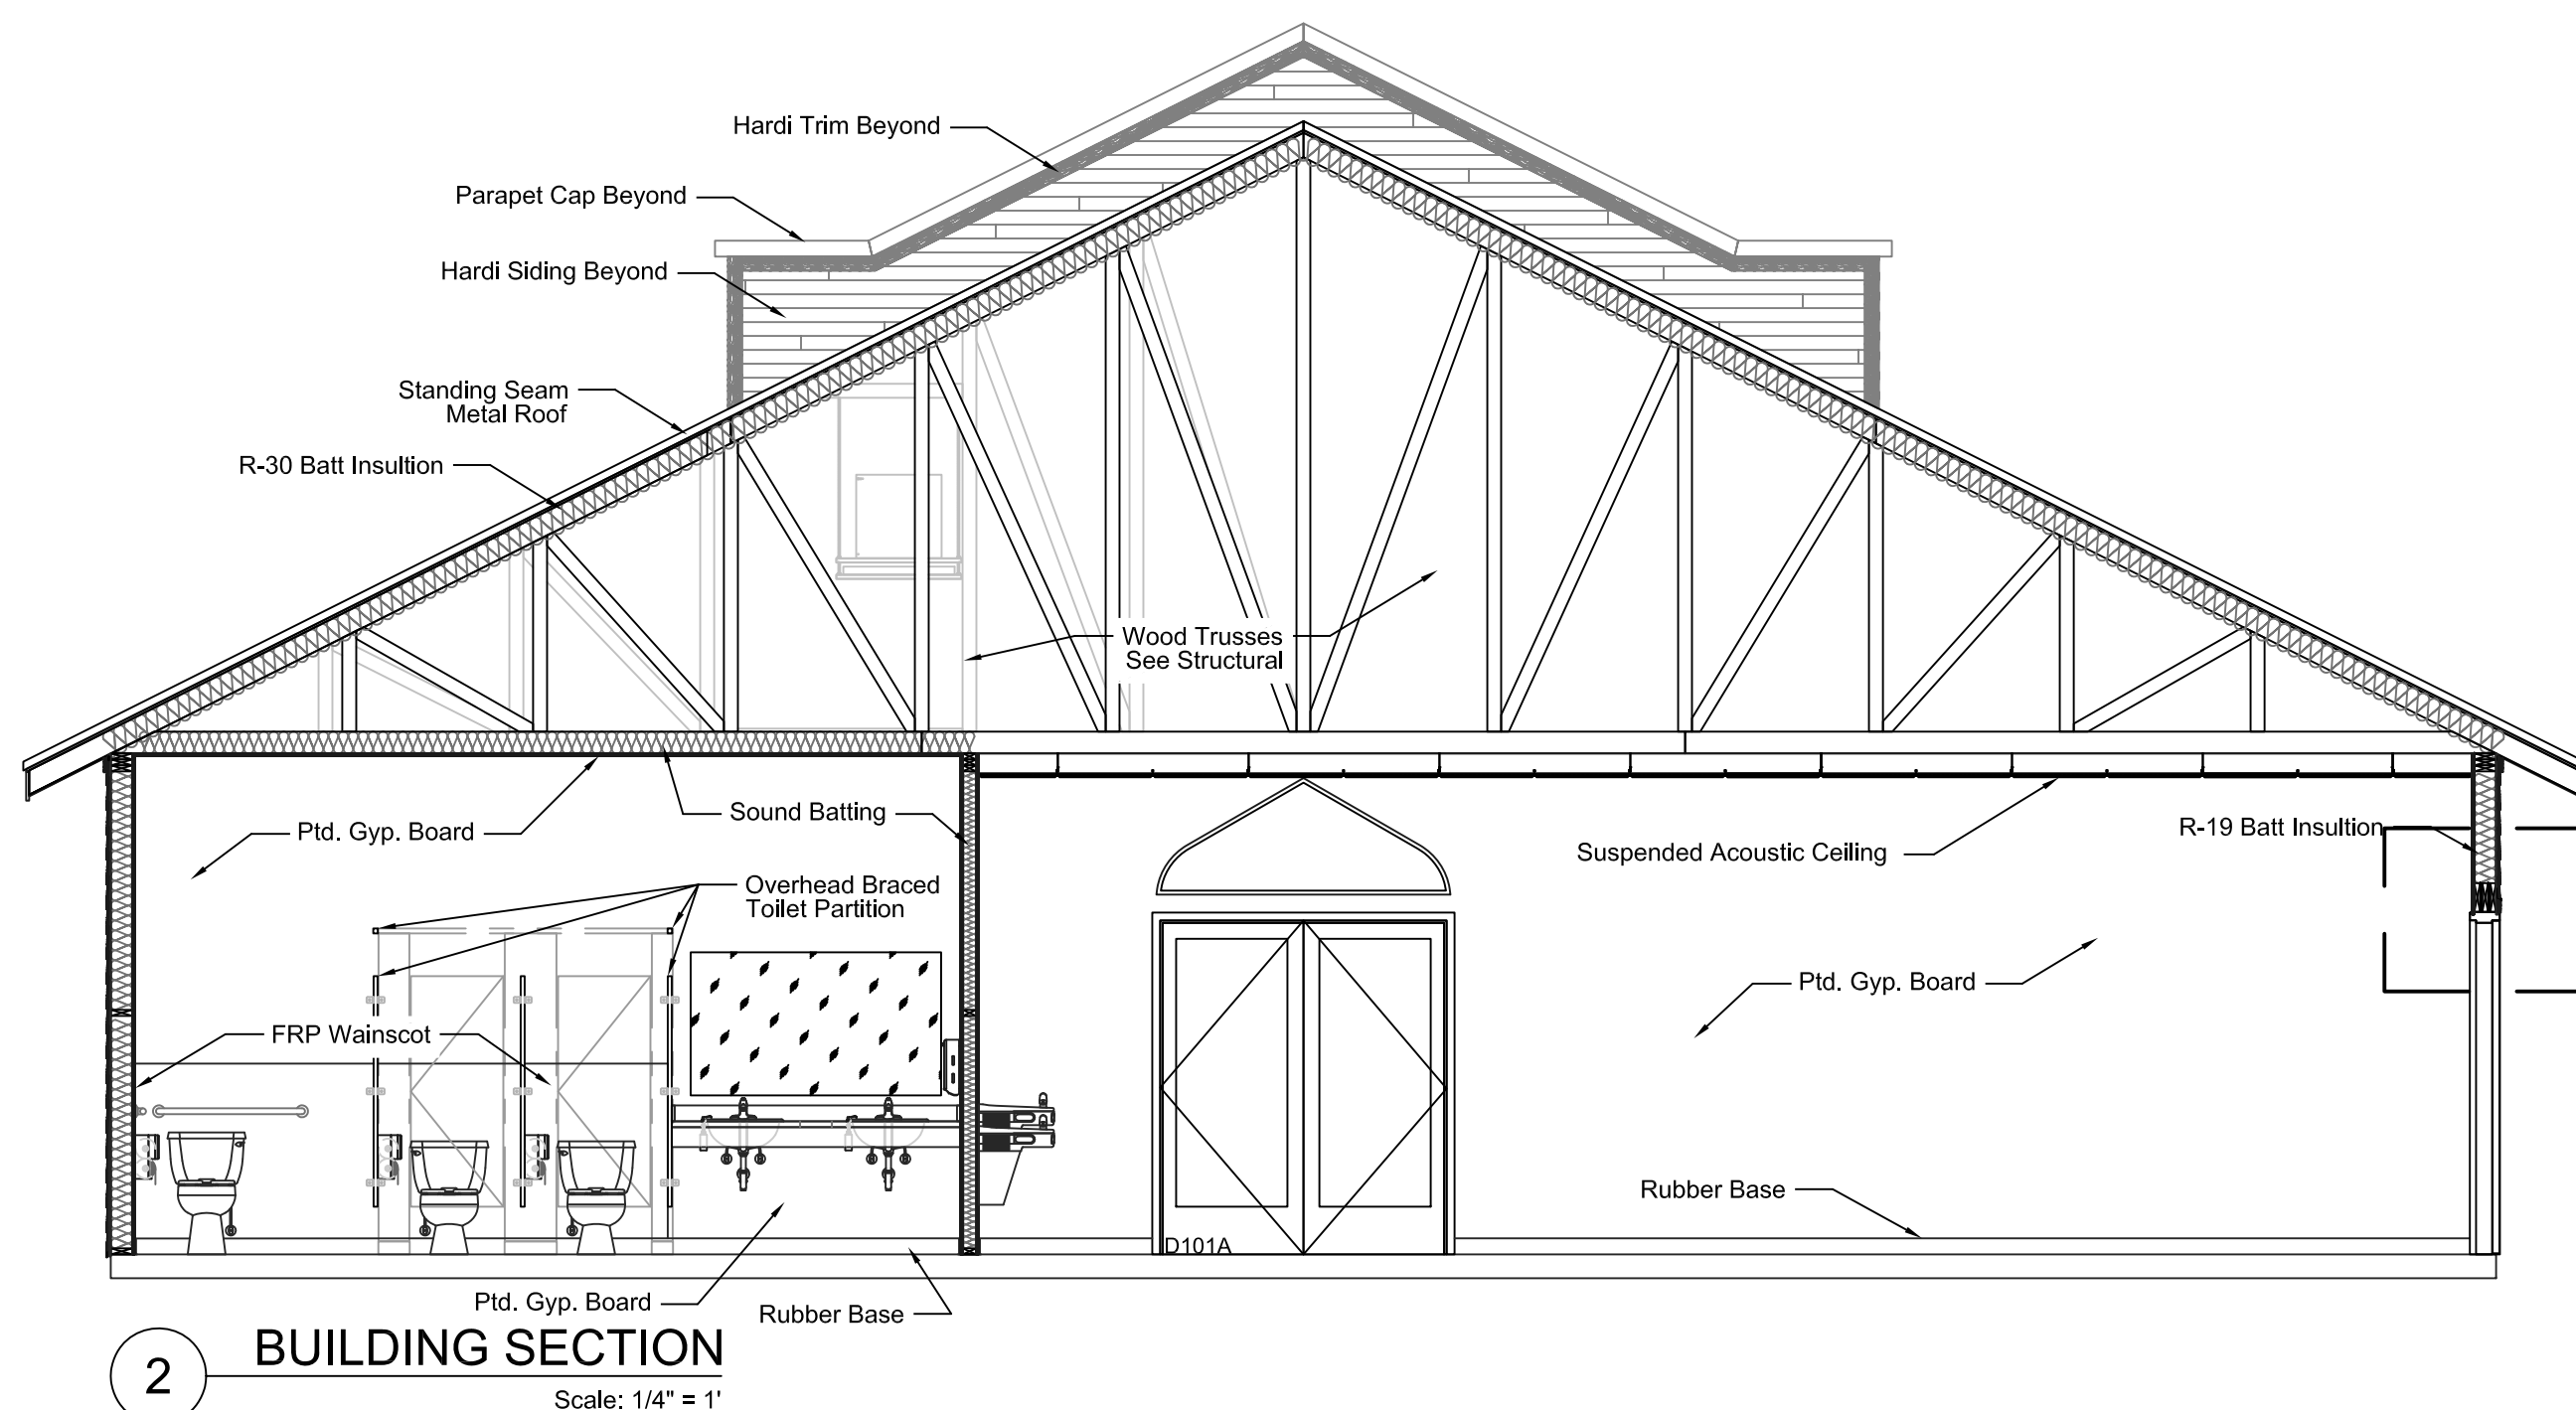 Hardi Trim Beyond
Parapet Cap Beyond
Hardi Siding Beyond
Standing Seam
Metal Roof
R-30 Batt Insultion
Wood Trusses
See Structural
Sound Batting
Ptd. Gyp. Board
R-19 Batt Insultion
Suspended Acoustic Ceiling
Overhead Braced
Toilet Partition
Ptd. Gyp. Board
FRP Wainscot
Rubber Base
D101A
Ptd. Gyp. Board
Rubber Base
2
BUILDING SECTION
Scale: 1/4" = 1'